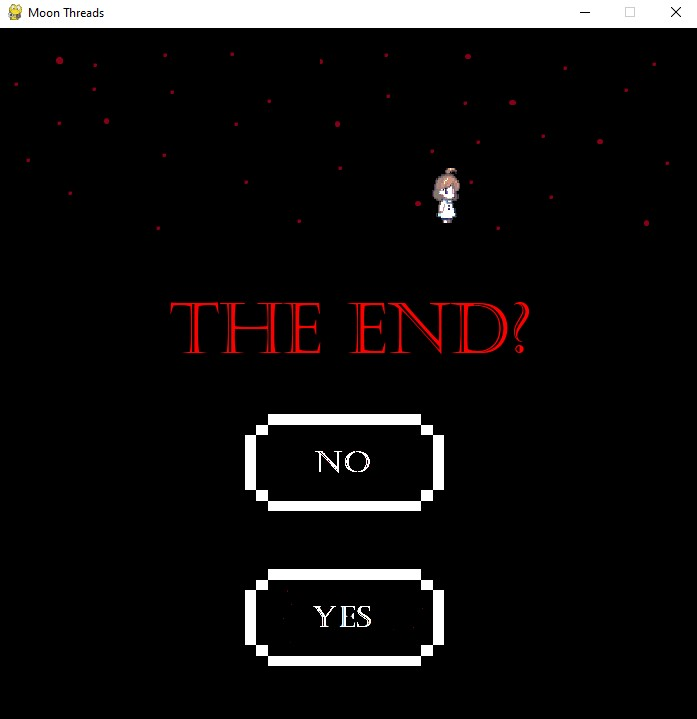 Moon Threads
THE END?
NO
YES